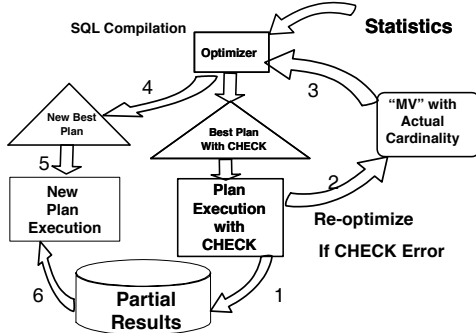 SQL Compilation
Statistics
Optimizer
4
3
New Best
Plan
Best Plan
With CHECK
“MV” with
Actual
Cardinality
5
2
New
Plan
Execution
Plan
Execution
with
CHECK
Re-optimize
If CHECK Error
6
1
Partial
Results